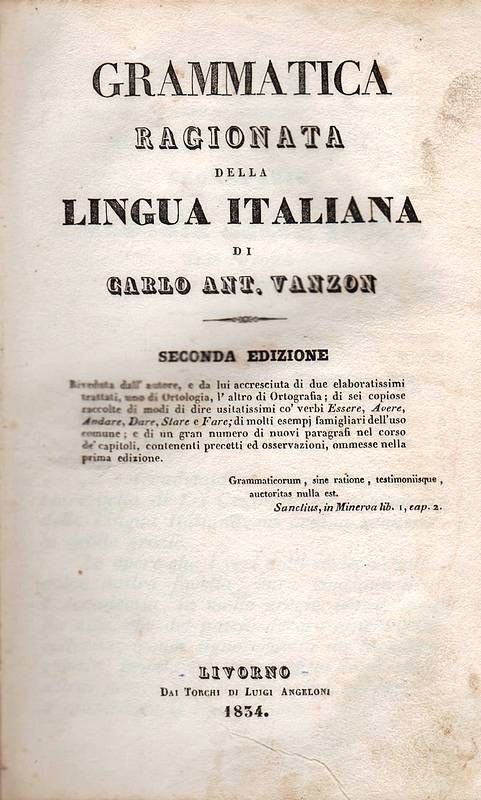 GRAMMATICA
RAGIONATA
DELLA
LINGUA ITALIANA
DI
CARLO ANT. VANZON
SECONDA EDIZIONE
Riveduta dall' autore, e da lui accresciuta di due elaboratissimi
trattati, uno di Ortologia, l' altro di Ortografia; di sei copiose
raccolte di modi di dire usitatissimi co' verbi Essere, Avere,
Andare, Dare, Stare e Fare; di molti esempj famigliari dell'uso
comune; e di un gran numero di nuovi paragrafi nel corso
de' capitoli, contenenti precetti ed osservazioni, ommesse nella
prima edizione.
Grammaticorum, sine ratione, testimoniisque,
auctoritas nulla est.
Sanctius, in Minerva lib. 1, cap. 2.
- LIVORNO -
DAI TORCHI DI LUIGI ANGELONI
1834.